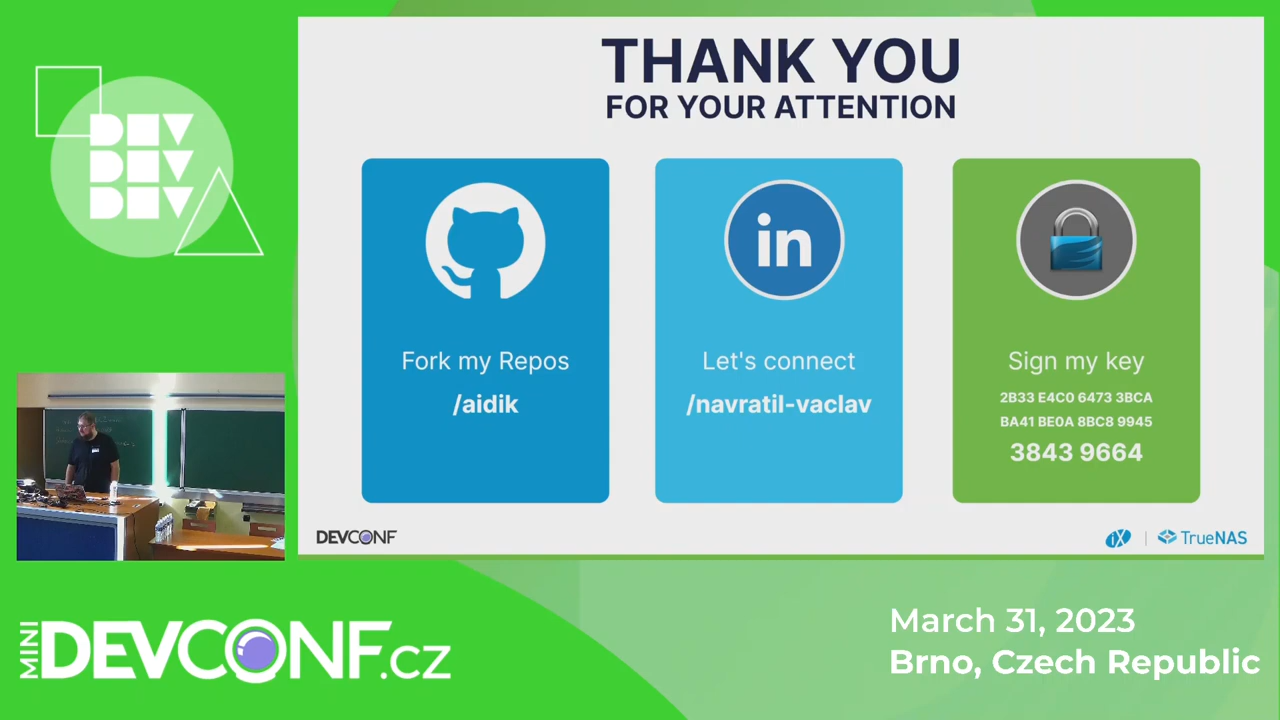 DEV
DEV
DEV
THANK YOU
FOR YOUR ATTENTION
in
Fork my Repos
/aidik
Let's connect
/navratil-vaclav
Sign my key
2B33 E4C0 6473 3BCA
BA41 BE0A 8BC8 9945
3843 9664
DEVCONF
iX
TrueNAS
MINI
DEVCONF.cz
March 31, 2023
Brno, Czech Republic